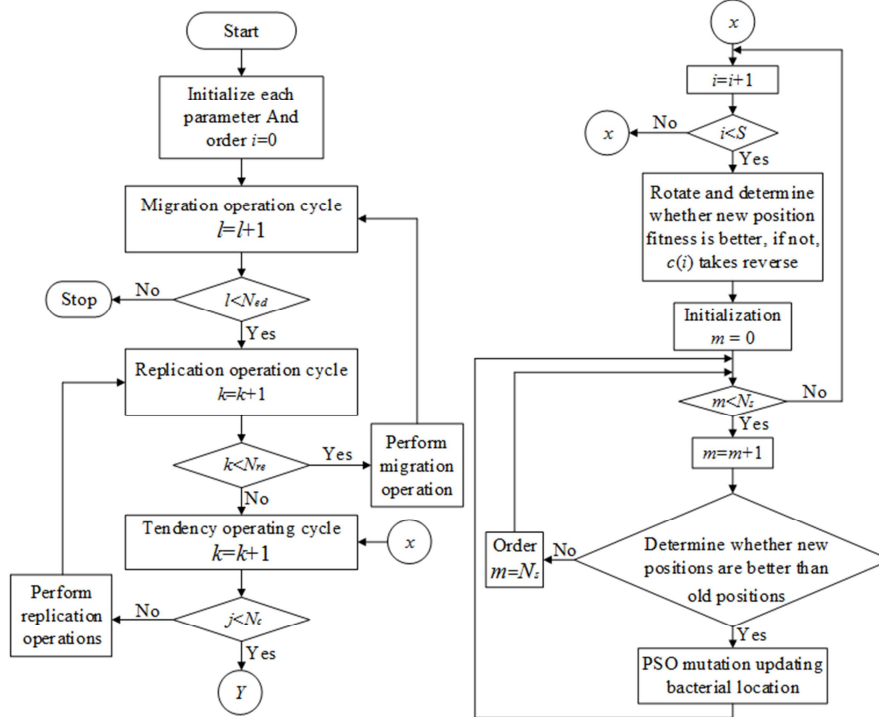 Start
Initialize each
parameter And
order i=0
Migration operation cycle
l=l+1
l<Ned
No
Stop
Yes
Replication operation cycle
k=k+1
k<Nre
Yes
Perform
migration
operation
No
Tendency operating cycle
k=k+1
x
j<Nc
No
Perform
replication
operations
Yes
Y
x
i=i+1
i<S
No
x
Yes
Rotate and determine
whether new position
fitness is better, if not,
c(i) takes reverse
Initialization
m = 0
m<Ns
No
Yes
m=m+1
Determine whether new
positions are better than
old positions
No
Order
m=Ns
Yes
PSO mutation updating
bacterial location